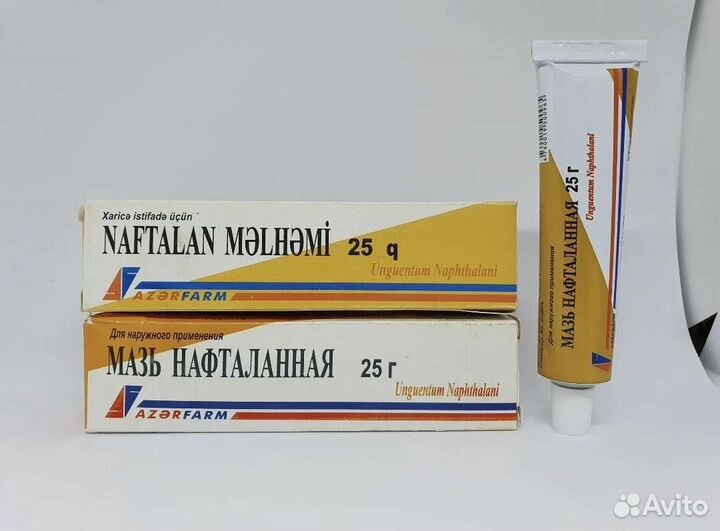 Xaricə istifadə üçün
NAFTALAN MƏLHƏMİ 25 q
Unguentum Naphthalani
AZƏRFARM
Для наружного применения
МАЗЬ НАФТАЛАННАЯ 25 г
Unguentum Naphthalani
AZƏRFARM
Для наружного применения
МАЗЬ НАФТАЛАННАЯ 25 г
Unguentum Naphthalani
AZƏRFARM
Avito